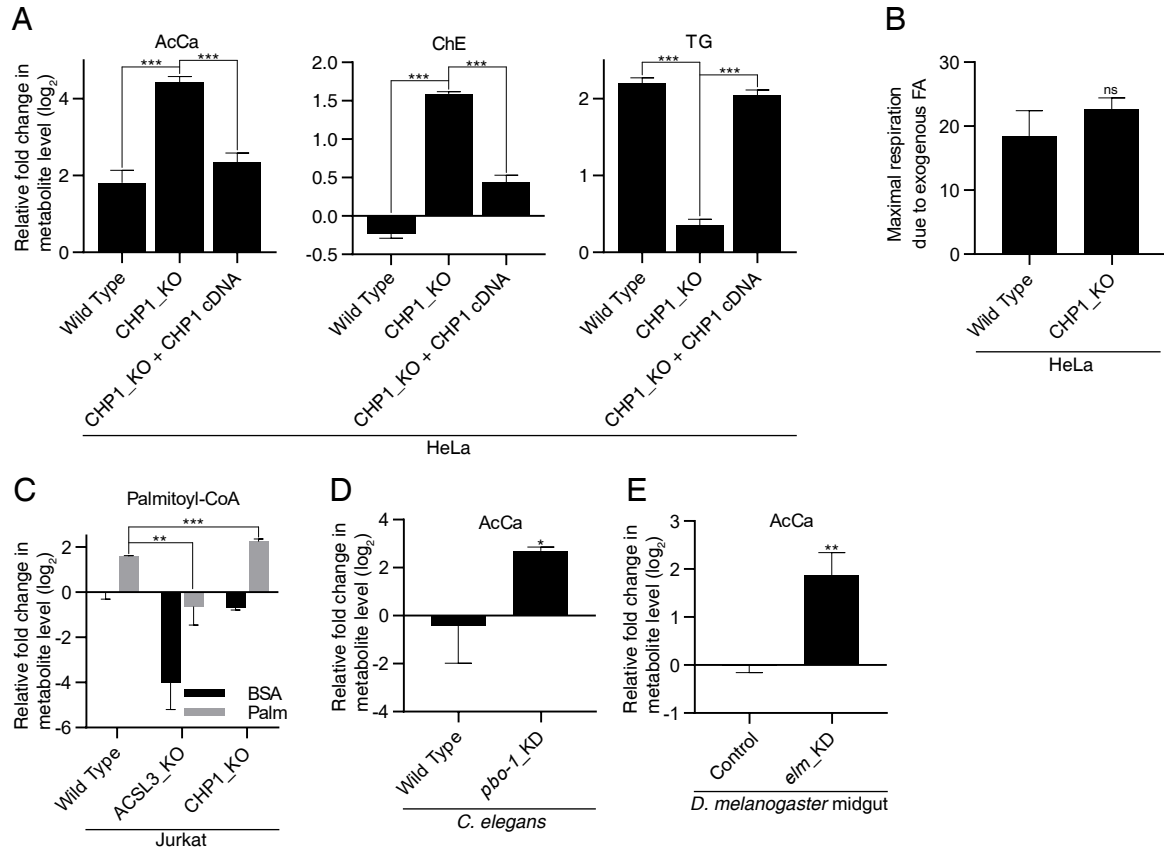 A
AcCa
ChE
TG
Relative fold change in
metabolite level (log2)
4
2
0
***
***
2.0
1.5
1.0
0.5
0.0
-0.5
***
***
2
1
0
***
***
Wild Type
CHP1_KO
CHP1_KO + CHP1 cDNA
Wild Type
CHP1_KO
CHP1_KO + CHP1 cDNA
Wild Type
CHP1_KO
CHP1_KO + CHP1 cDNA
HeLa
B
Maximal respiration
due to exogenous FA
30
20
10
0
ns
Wild Type
CHP1_KO
HeLa
C
Palmitoyl-CoA
Relative fold change in
metabolite level (log2)
2
0
-2
-4
-6
***
**
BSA
Palm
Wild Type
ACSL3_KO
CHP1_KO
Jurkat
D
AcCa
Relative fold change in
metabolite level (log2)
4
2
0
-2
-4
*
Wild Type
pbo-1_KD
C. elegans
E
AcCa
Relative fold change in
metabolite level (log2)
3
2
1
0
-1
**
Control
elm_KD
D. melanogaster midgut